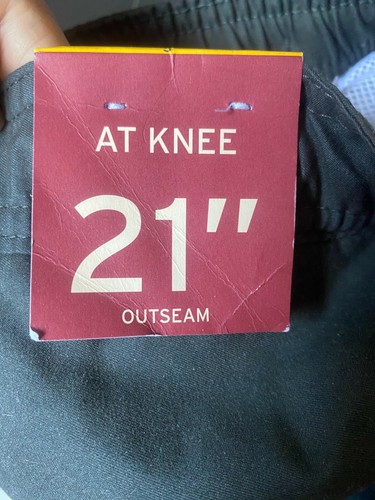 AT KNEE
21"
OUTSEAM